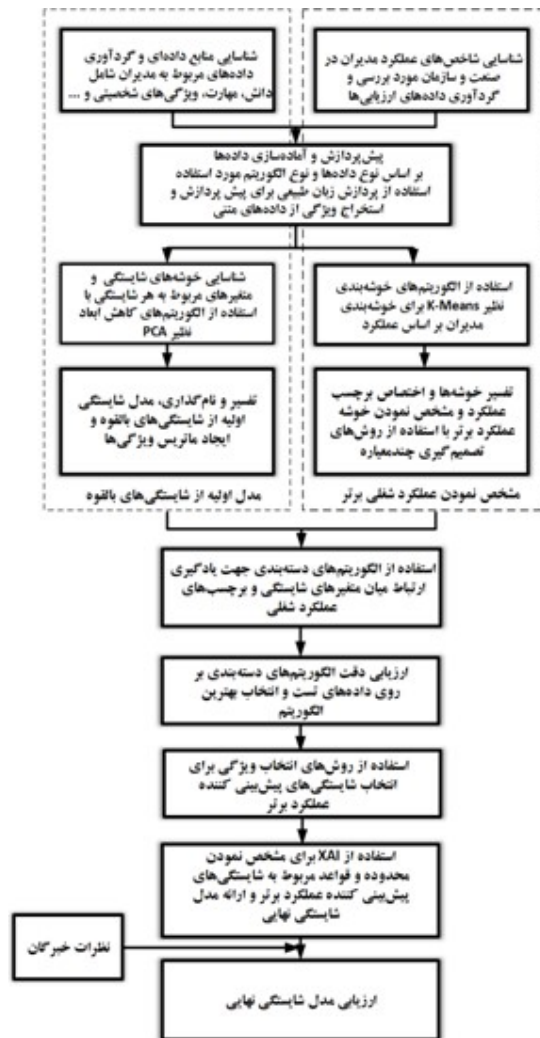 شناسایی شاخص‌های عملکرد مدیران در
صنعت و سازمان مورد بررسی و
گردآوری داده‌های ارزیابی‌ها
شناسایی منابع داده‌ای و گردآوری
داده‌های مربوط به مدیران شامل
دانش، مهارت، ویژگی‌های شخصیتی و ...
پیش‌پردازش و آماده‌سازی داده‌ها
بر اساس نوع داده‌ها و نوع الگوریتم مورد استفاده
استفاده از پردازش زبان طبیعی برای پیش پردازش و
استخراج ویژگی از داده‌های متنی
استفاده از الگوریتم‌های خوشه‌بندی
نظیر K-Means برای خوشه‌بندی
مدیران بر اساس عملکرد
شناسایی خوشه‌های شایستگی و
متغیرهای مربوط به هر شایستگی با
استفاده از الگوریتم‌های کاهش ابعاد
نظیر PCA
تفسیر خوشه‌ها و اختصاص برچسب
عملکرد و مشخص نمودن خوشه
عملکرد برتر با استفاده از روش‌های
تصمیم‌گیری چندمعیاره
تفسیر و نام‌گذاری، مدل شایستگی
اولیه از شایستگی‌های بالقوه و
ایجاد ماتریس ویژگی‌ها
مشخص نمودن عملکرد شغلی برتر
مدل اولیه از شایستگی‌های بالقوه
استفاده از الگوریتم‌های دسته‌بندی جهت یادگیری
ارتباط میان متغیرهای شایستگی و برچسب‌های
عملکرد شغلی
ارزیابی دقت الگوریتم‌های دسته‌بندی بر
روی داده‌های تست و انتخاب بهترین
الگوریتم
استفاده از روش‌های انتخاب ویژگی برای
انتخاب شایستگی‌های پیش‌بینی کننده
عملکرد برتر
استفاده از XAI برای مشخص نمودن
محدوده و قواعد مربوط به شایستگی‌های
پیش‌بینی کننده عملکرد برتر و ارائه مدل
شایستگی نهایی
نظرات خبرگان
ارزیابی مدل شایستگی نهایی